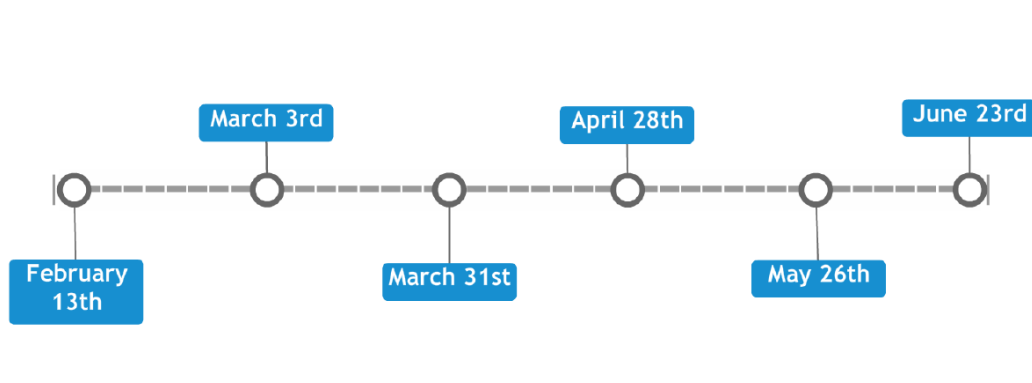 February
13th
March 3rd
March 31st
April 28th
May 26th
June 23rd